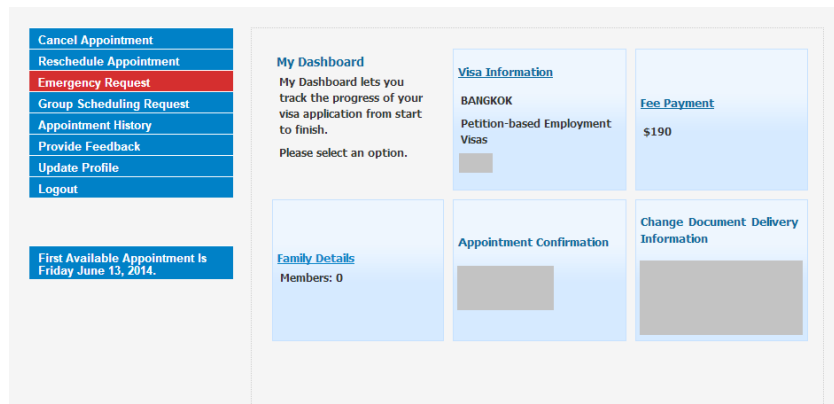 Cancel Appointment
Reschedule Appointment
Emergency Request
Group Scheduling Request
Appointment History
Provide Feedback
Update Profile
Logout
First Available Appointment Is
Friday June 13, 2014.
My Dashboard
My Dashboard lets you
track the progress of your
visa application from start
to finish.
Please select an option.
Visa Information
BANGKOK
Petition-based Employment
Visas
Fee Payment
$190
Family Details
Members: 0
Appointment Confirmation
Change Document Delivery
Information